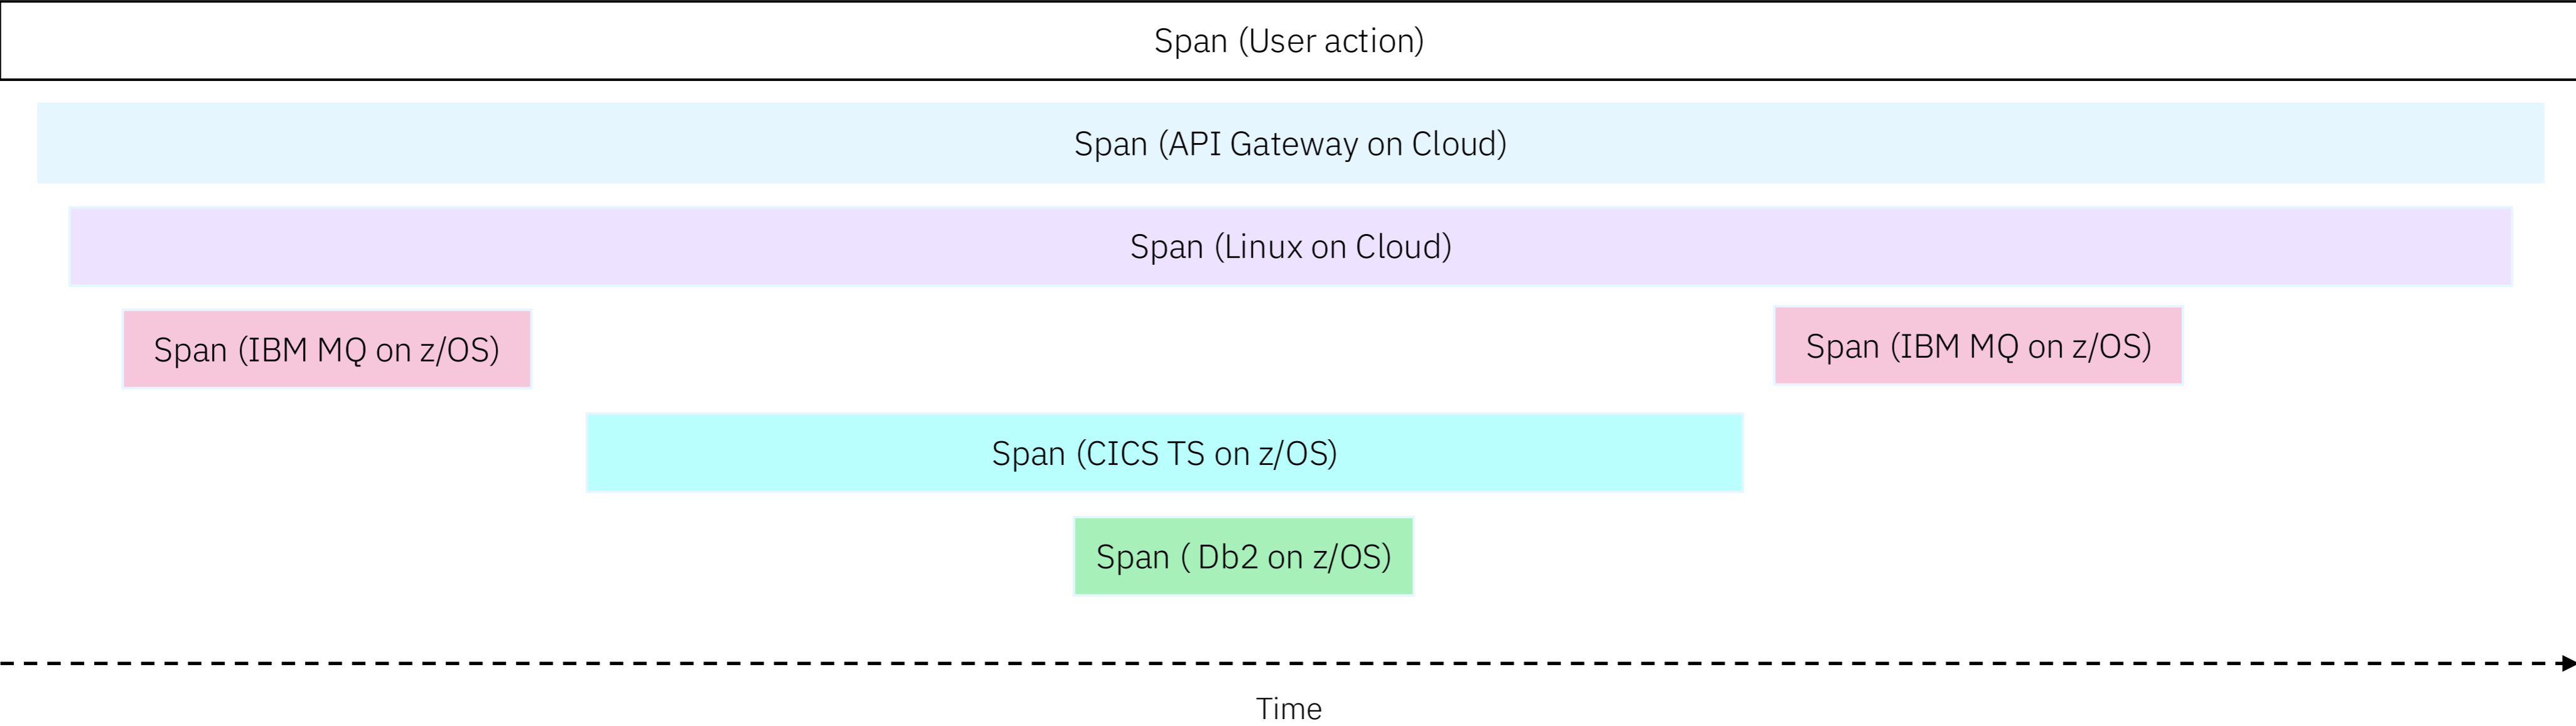 Span (User action)
Span (API Gateway on Cloud)
Span (Linux on Cloud)
Span (IBM MQ on z/OS)
Span (IBM MQ on z/OS)
Span (CICS TS on z/OS)
Span ( Db2 on z/OS)
Time